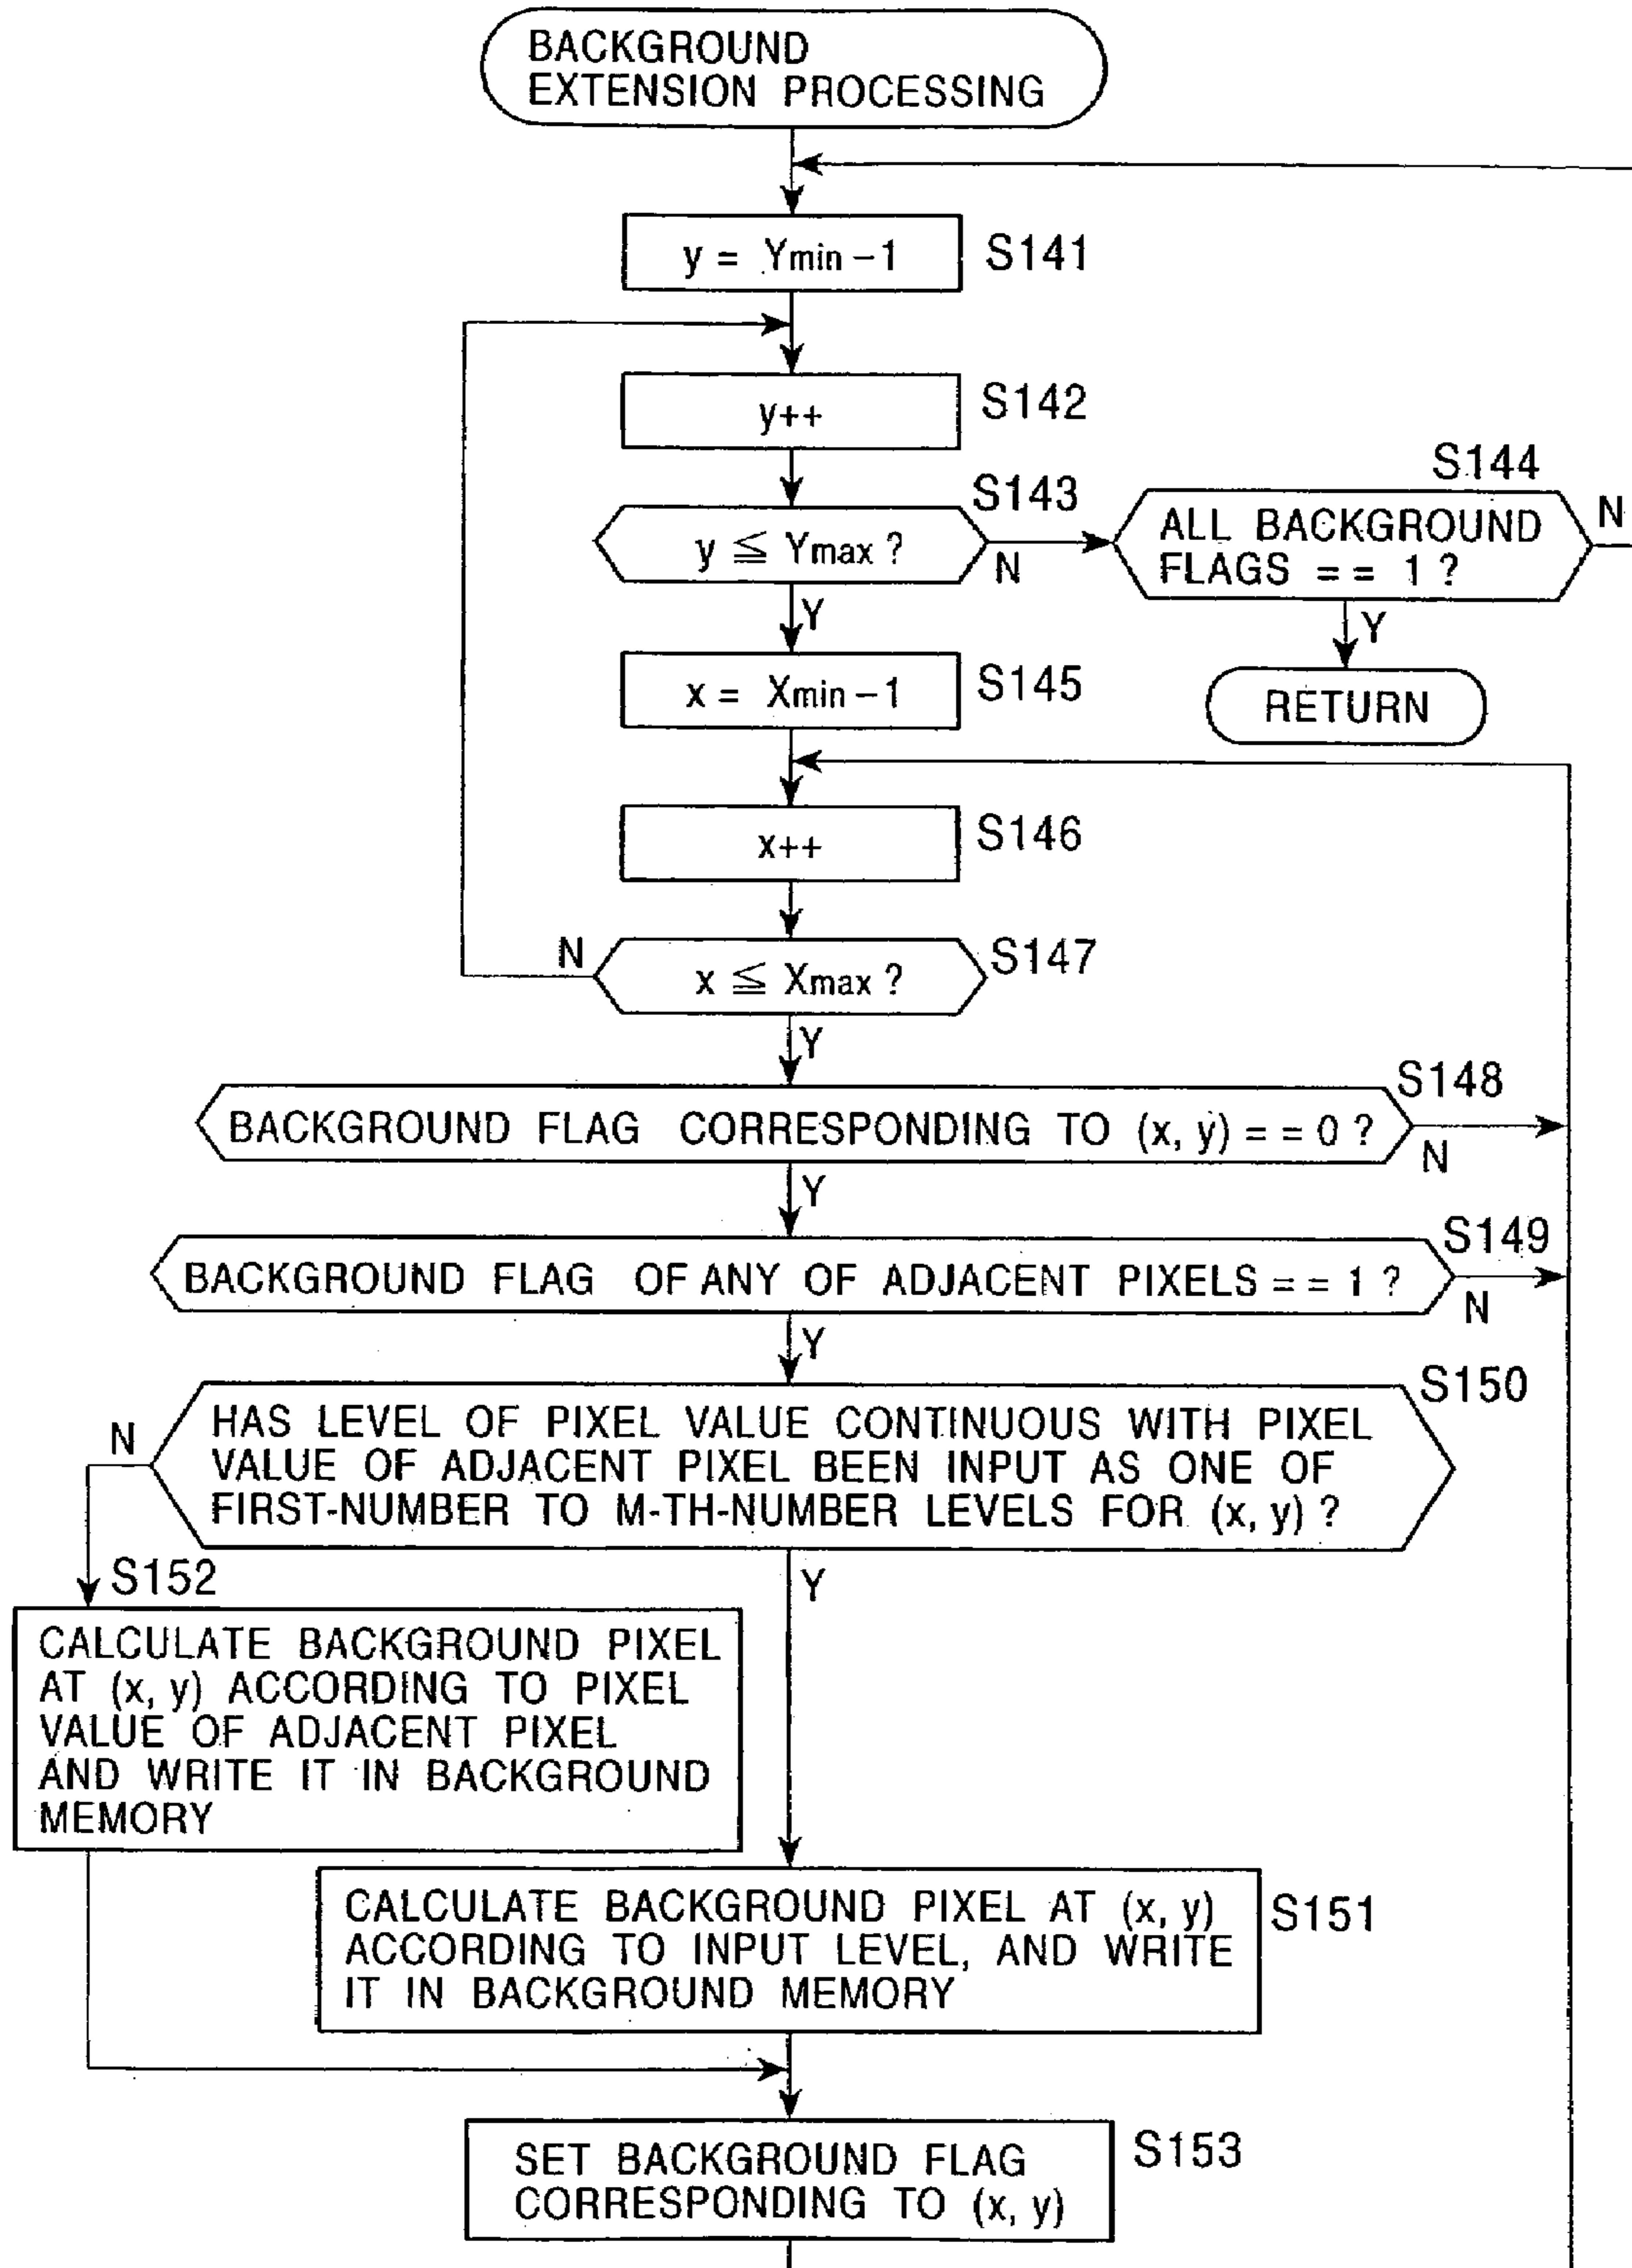 BACKGROUND
EXTENSION PROCESSING
y = Ymin – 1
S141
y++
S142
y ≦ Ymax ?
S143
N
Y
S144
ALL BACKGROUND
FLAGS = = 1 ?
N
Y
RETURN
x = Xmin – 1
S145
x++
S146
x ≦ Xmax ?
S147
N
Y
BACKGROUND FLAG CORRESPONDING TO (x, y) = = 0 ?
S148
N
Y
BACKGROUND FLAG OF ANY OF ADJACENT PIXELS = = 1 ?
S149
N
Y
S150
HAS LEVEL OF PIXEL VALUE CONTINUOUS WITH PIXEL
VALUE OF ADJACENT PIXEL BEEN INPUT AS ONE OF
FIRST-NUMBER TO M-TH-NUMBER LEVELS FOR (x, y) ?
N
Y
S152
CALCULATE BACKGROUND PIXEL
AT (x, y) ACCORDING TO PIXEL
VALUE OF ADJACENT PIXEL
AND WRITE IT IN BACKGROUND
MEMORY
CALCULATE BACKGROUND PIXEL AT (x, y)
ACCORDING TO INPUT LEVEL, AND WRITE
IT IN BACKGROUND MEMORY
S151
SET BACKGROUND FLAG
CORRESPONDING TO (x, y)
S153